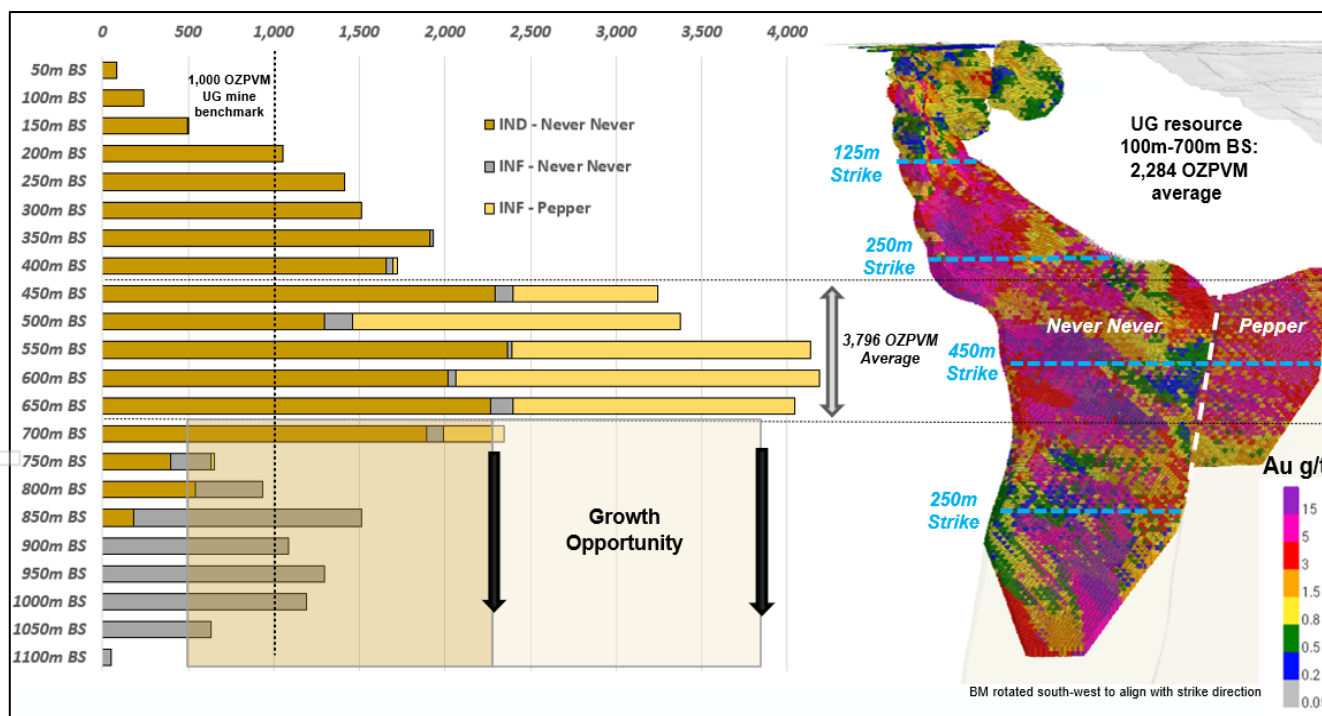 0 500 1,000 1,500 2,000 2,500 3,000 3,500 4,000
50m BS
100m BS
150m BS
200m BS
250m BS
300m BS
350m BS
400m BS
450m BS
500m BS
550m BS
600m BS
650m BS
700m BS
750m BS
800m BS
850m BS
900m BS
950m BS
1000m BS
1050m BS
1100m BS
1,000 OZPVM
UG mine
benchmark
IND - Never Never
INF - Never Never
INF - Pepper
3,796 OZPVM
Average
Growth
Opportunity
UG resource
100m-700m BS:
2,284 OZPVM
average
125m
Strike
250m
Strike
Never Never
Pepper
450m
Strike
250m
Strike
Au g/t
15
5
3
1.5
0.8
0.5
0.2
0.05
BM rotated south-west to align with strike direction